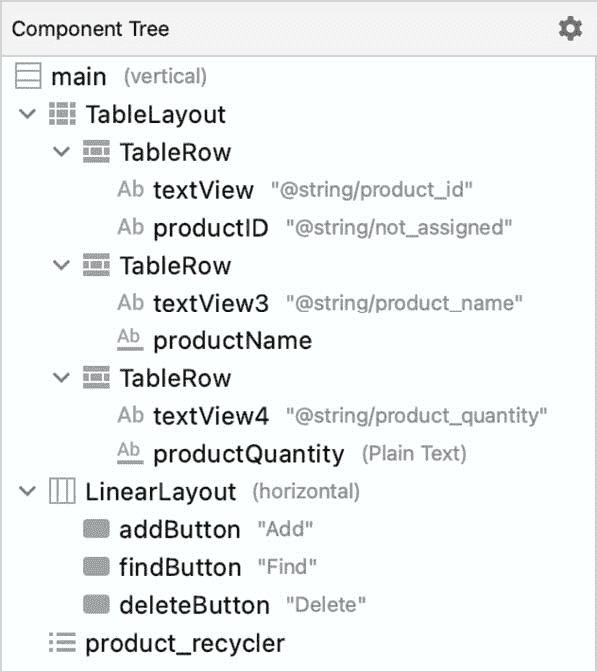 Component Tree
main (vertical)
TableLayout
TableRow
Ab textView "@string/product_id"
Ab productID "@string/not_assigned"
TableRow
Ab textView3 "@string/product_name"
Ab productName
TableRow
Ab textView4 "@string/product_quantity"
Ab productQuantity (Plain Text)
LinearLayout (horizontal)
addButton "Add"
findButton "Find"
deleteButton "Delete"
product_recycler